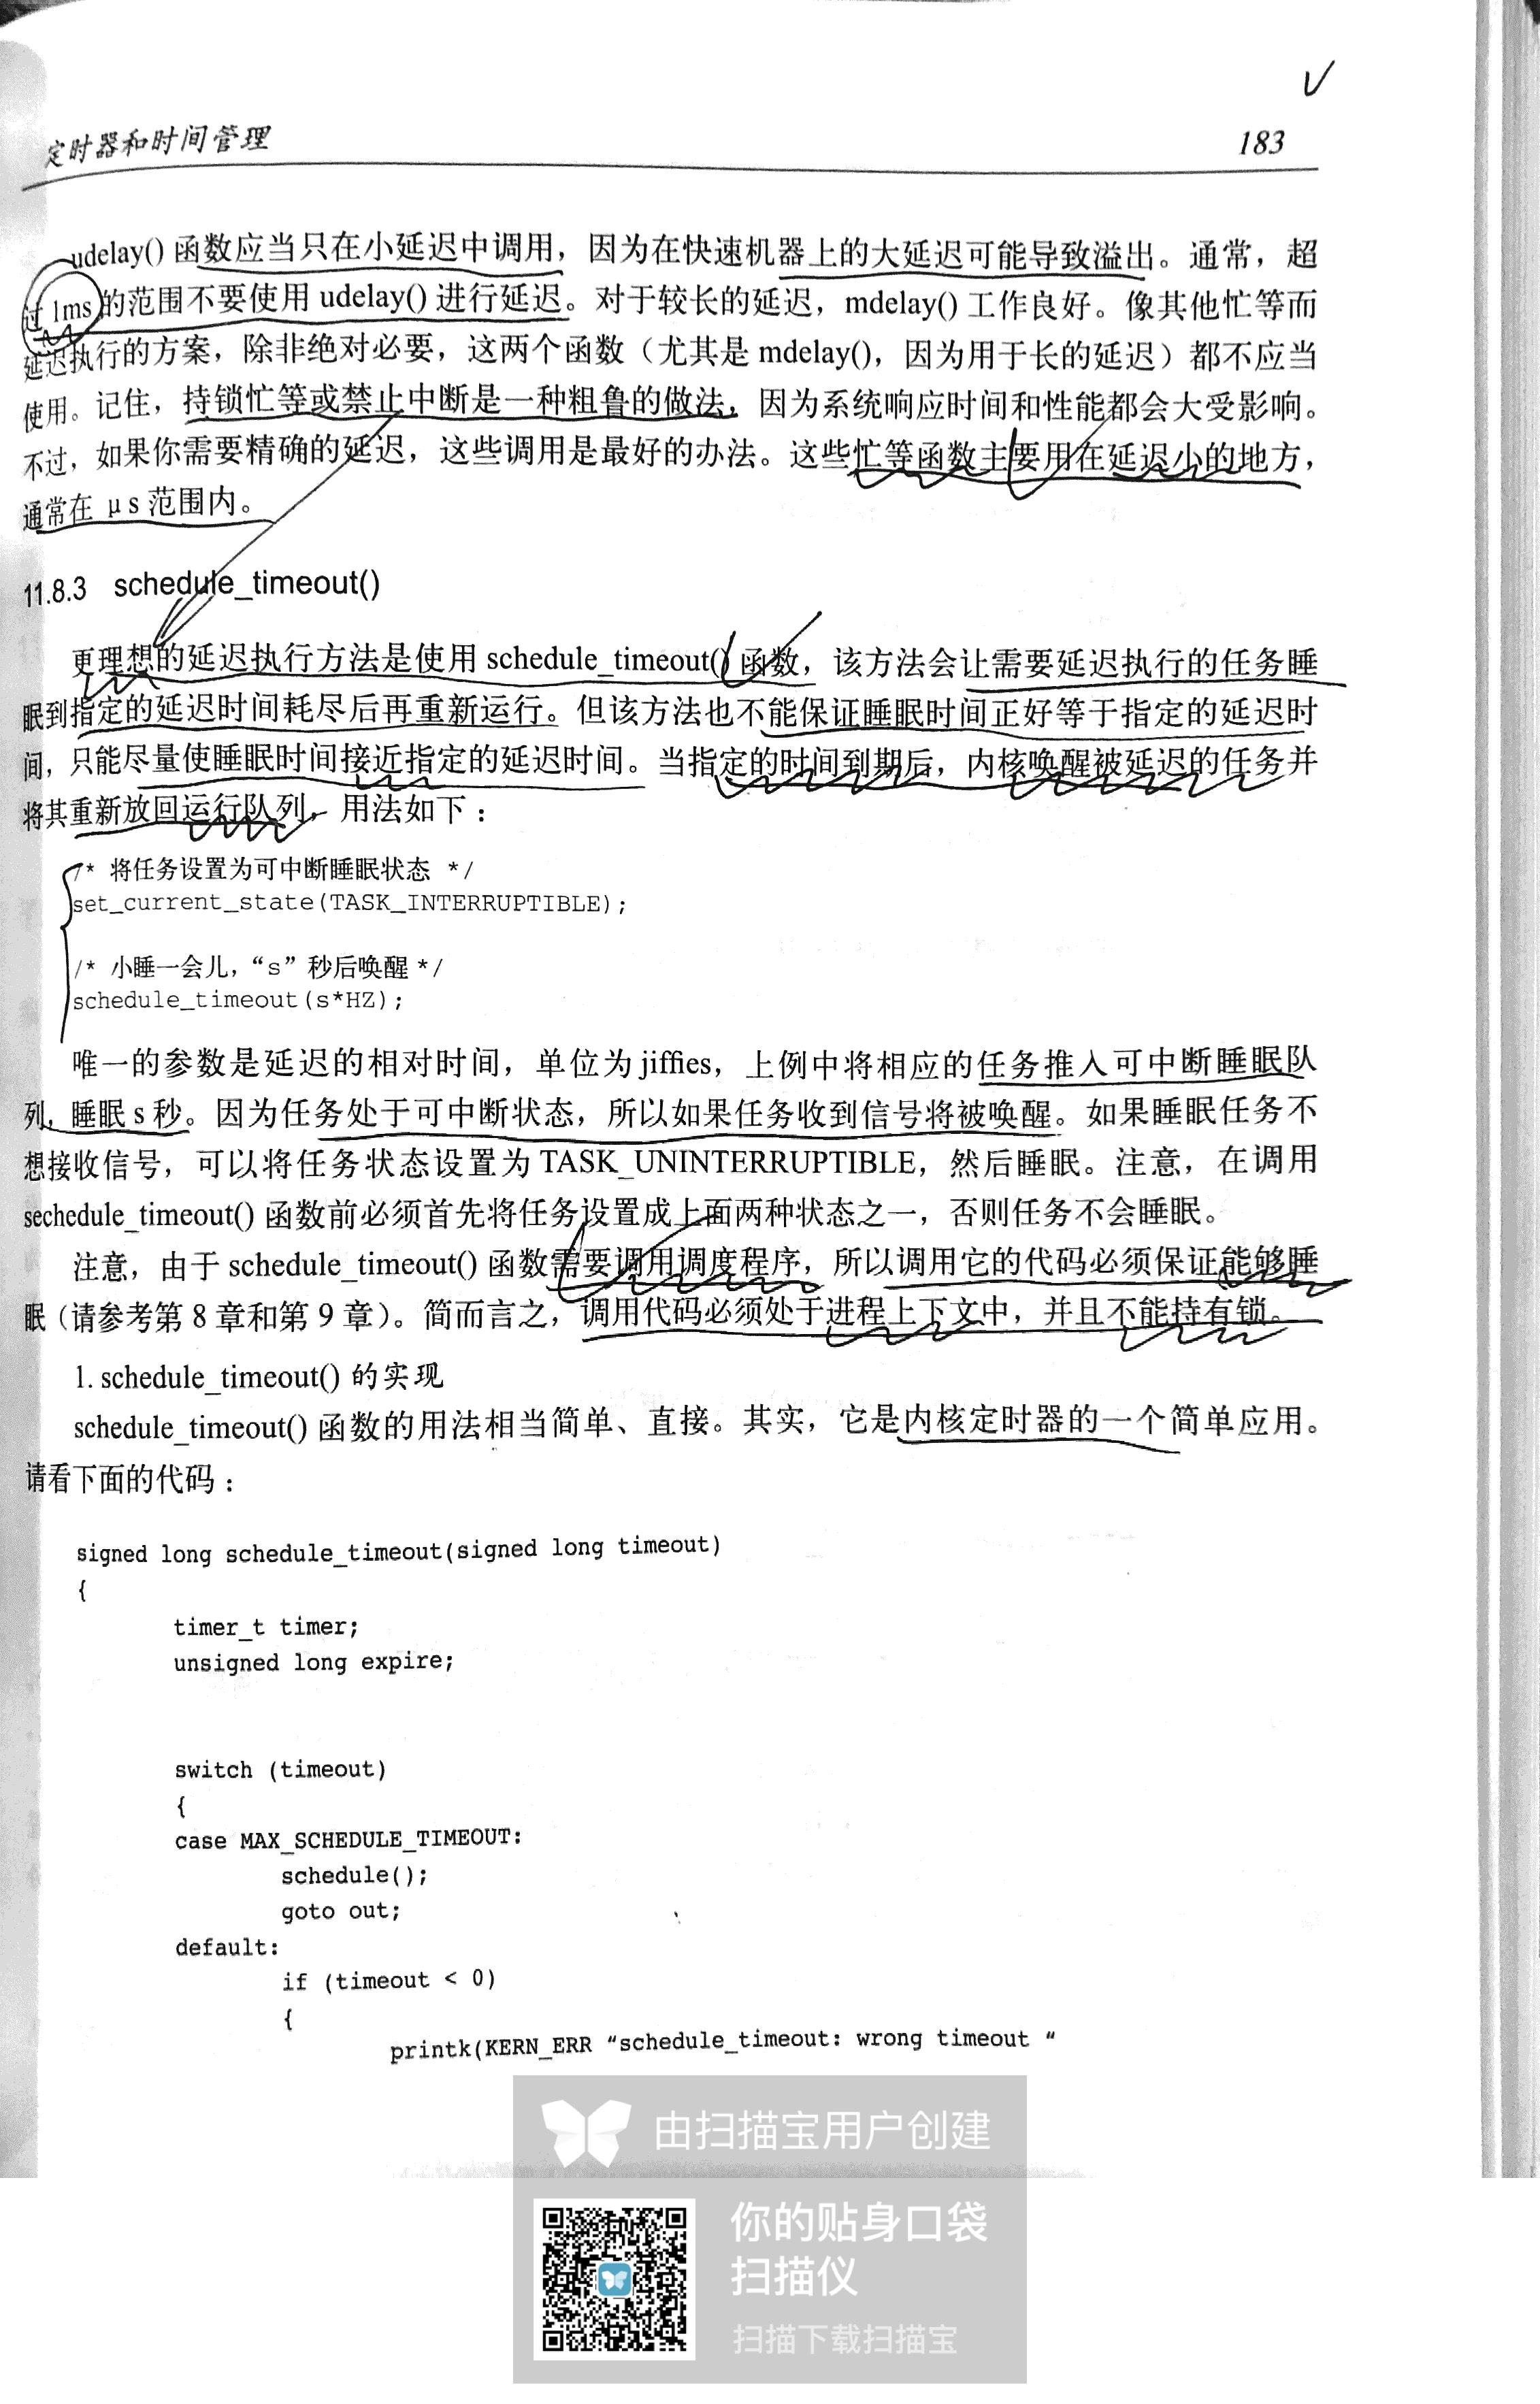 定时器和时间管理
183
udelay() 函数应当只在小延迟中调用，因为在快速机器上的大延迟可能导致溢出。通常，超
过 1ms 的范围不要使用 udelay() 进行延迟。对于较长的延迟，mdelay() 工作良好。像其他忙等而
延迟执行的方案，除非绝对必要，这两个函数（尤其是 mdelay()，因为用于长的延迟）都不应当
使用。记住，持锁忙等或禁止中断是一种粗鲁的做法，因为系统响应时间和性能都会大受影响。
不过，如果你需要精确的延迟，这些调用是最好的办法。这些忙等函数主要用在延迟小的地方，
通常在 μs 范围内。
11.8.3 schedule_timeout()
更理想的延迟执行方法是使用 schedule_timeout() 函数，该方法会让需要延迟执行的任务睡
眠到指定的延迟时间耗尽后再重新运行。但该方法也不能保证睡眠时间正好等于指定的延迟时
间，只能尽量使睡眠时间接近指定的延迟时间。当指定的时间到期后，内核唤醒被延迟的任务并
将其重新放回运行队列，用法如下：
/* 将任务设置为可中断睡眠状态 */
set_current_state(TASK_INTERRUPTIBLE);
/* 小睡一会儿，“s”秒后唤醒 */
schedule_timeout(s*HZ);
唯一的参数是延迟的相对时间，单位为 jiffies，上例中将相应的任务推入可中断睡眠队
列，睡眠 s 秒。因为任务处于可中断状态，所以如果任务收到信号将被唤醒。如果睡眠任务不
想接收信号，可以将任务状态设置为 TASK_UNINTERRUPTIBLE，然后睡眠。注意，在调用
sechedule_timeout() 函数前必须首先将任务设置成上面两种状态之一，否则任务不会睡眠。
注意，由于 schedule_timeout() 函数需要调用调度程序，所以调用它的代码必须保证能够睡
眠（请参考第 8 章和第 9 章）。简而言之，调用代码必须处于进程上下文中，并且不能持有锁。
1. schedule_timeout() 的实现
schedule_timeout() 函数的用法相当简单、直接。其实，它是内核定时器的一个简单应用。
请看下面的代码：
signed long schedule_timeout(signed long timeout)
{
timer_t timer;
unsigned long expire;
switch (timeout)
{
case MAX_SCHEDULE_TIMEOUT:
schedule();
goto out;
default:
if (timeout < 0)
{
printk(KERN_ERR “schedule_timeout: wrong timeout “
由扫描宝用户创建
你的贴身口袋
扫描仪
扫描下载扫描宝